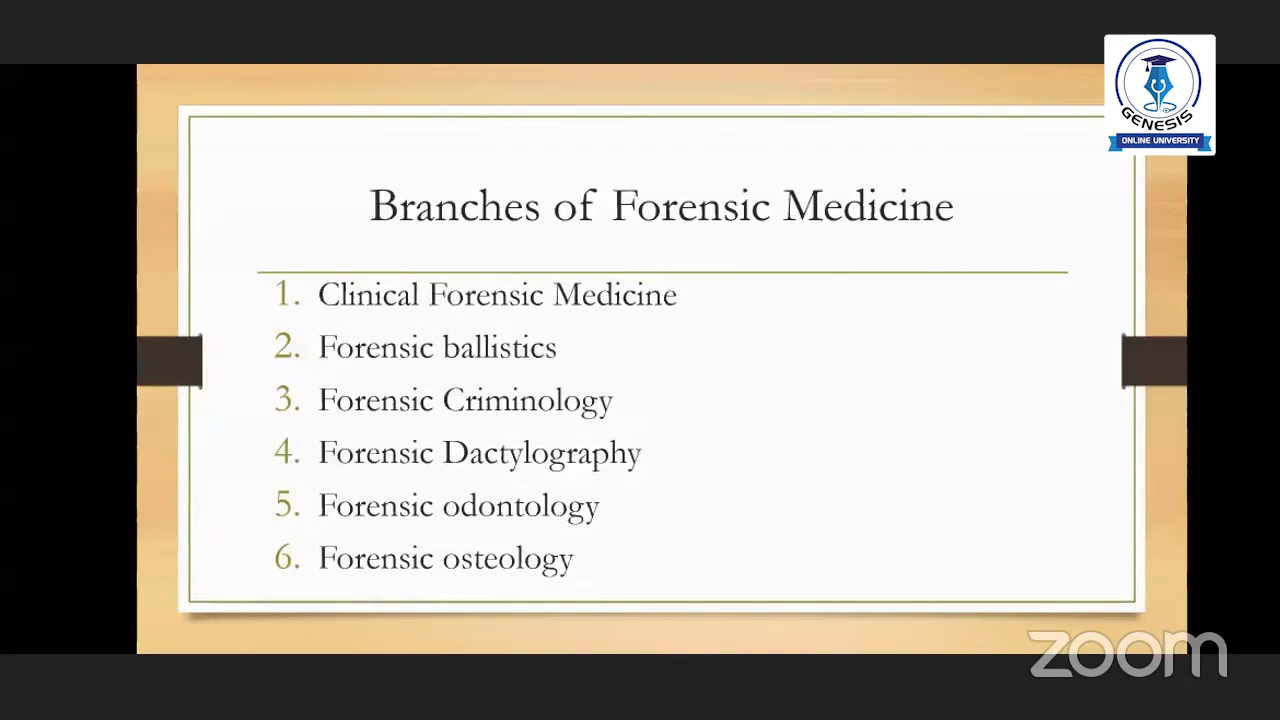 GENESIS
ONLINE UNIVERSITY
Branches of Forensic Medicine
1. Clinical Forensic Medicine
2. Forensic ballistics
3. Forensic Criminology
4. Forensic Dactylography
5. Forensic odontology
6. Forensic osteology
zoom